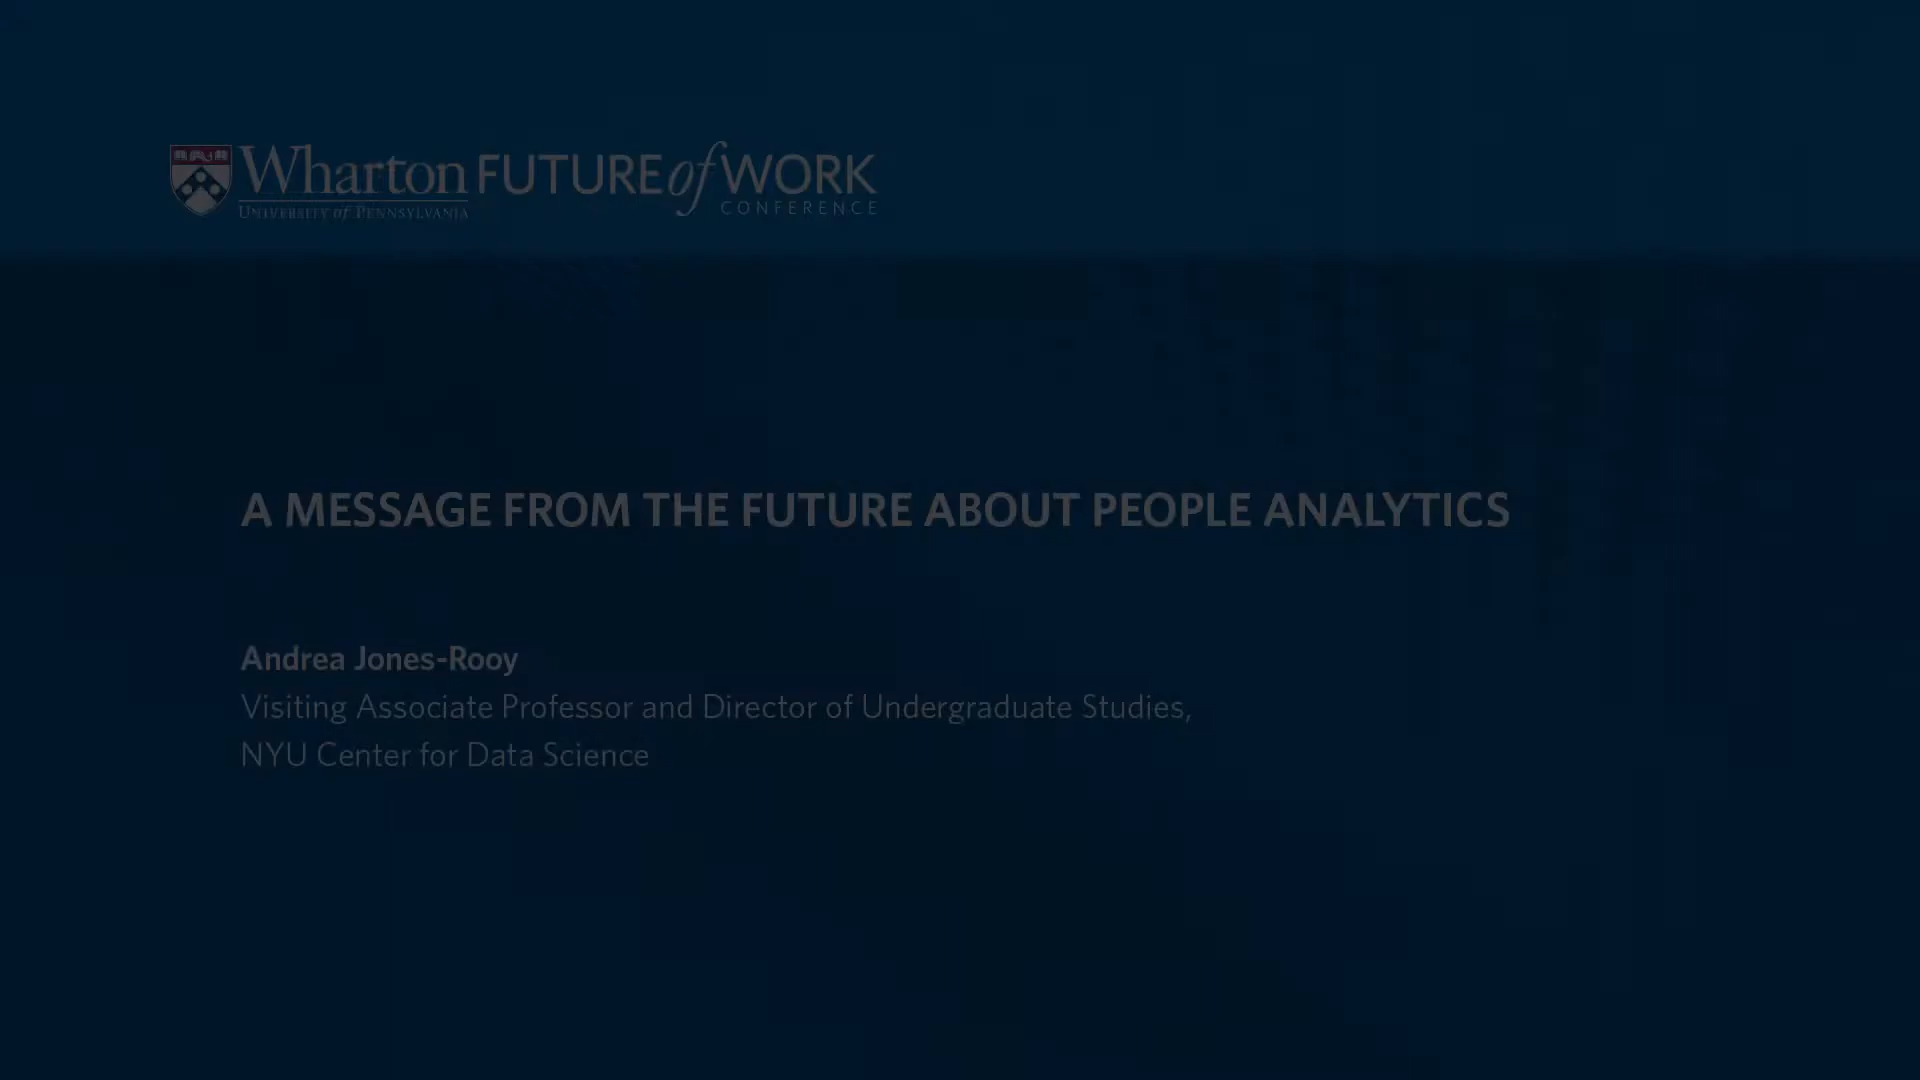 Wharton FUTURE of WORK
UNIVERSITY of PENNSYLVANIA CONFERENCE
A MESSAGE FROM THE FUTURE ABOUT PEOPLE ANALYTICS
Andrea Jones-Rooy
Visiting Associate Professor and Director of Undergraduate Studies,
NYU Center for Data Science